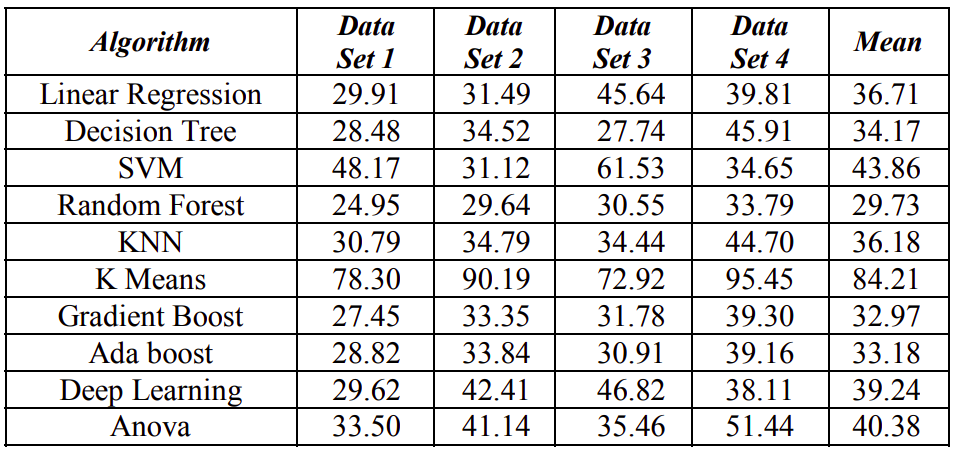 Algorithm Data Set 1 Data Set 2 Data Set 3 Data Set 4 Mean
Linear Regression 29.91 31.49 45.64 39.81 36.71
Decision Tree 28.48 34.52 27.74 45.91 34.17
SVM 48.17 31.12 61.53 34.65 43.86
Random Forest 24.95 29.64 30.55 33.79 29.73
KNN 30.79 34.79 34.44 44.70 36.18
K Means 78.30 90.19 72.92 95.45 84.21
Gradient Boost 27.45 33.35 31.78 39.30 32.97
Ada boost 28.82 33.84 30.91 39.16 33.18
Deep Learning 29.62 42.41 46.82 38.11 39.24
Anova 33.50 41.14 35.46 51.44 40.38